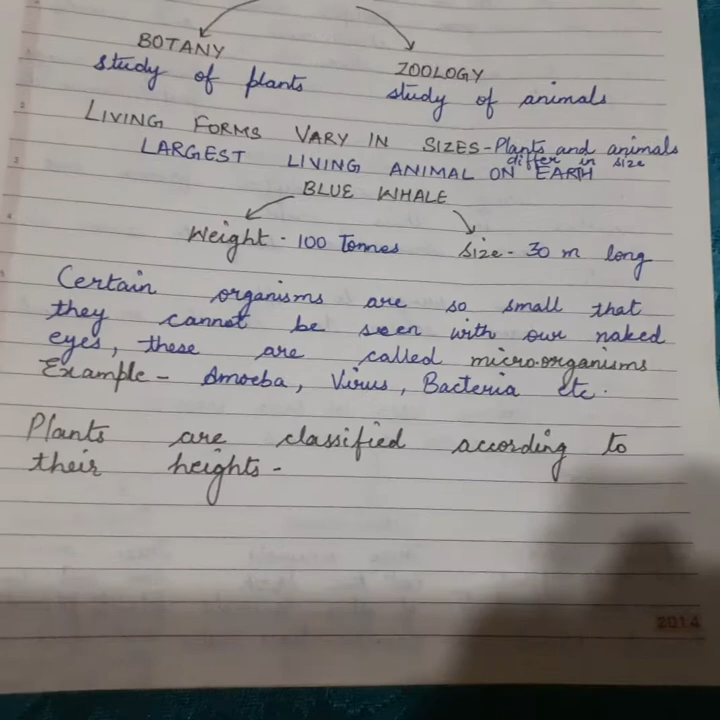 BOTANY
study of plants
ZOOLOGY
study of animals
LIVING FORMS VARY IN SIZES - Plants and animals
differ in size
LARGEST LIVING ANIMAL ON EARTH
BLUE WHALE
Weight - 100 Tonnes
Size - 30 m long
Certain organisms are so small that
they cannot be seen with our naked
eyes, these are called micro-organisms
Example - Amoeba, Virus, Bacteria etc.
Plants are classified according to
their heights -
2014